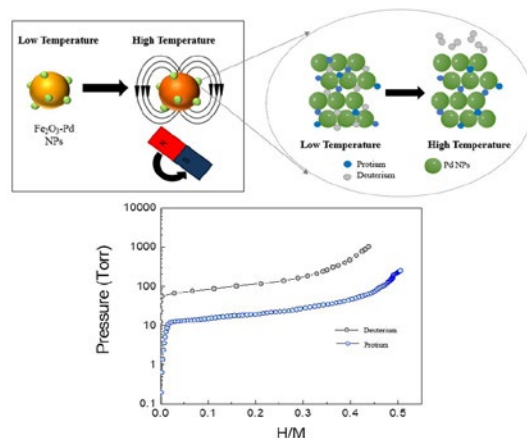 Low Temperature
High Temperature
Fe₂O₃-Pd
NPs
Low Temperature
High Temperature
Protium
Deuterium
Pd NPs
Pressure (Torr)
10000
1000
100
10
1
0.1
Deuterium
Protium
0.0
0.1
0.2
0.3
0.4
0.5
H/M